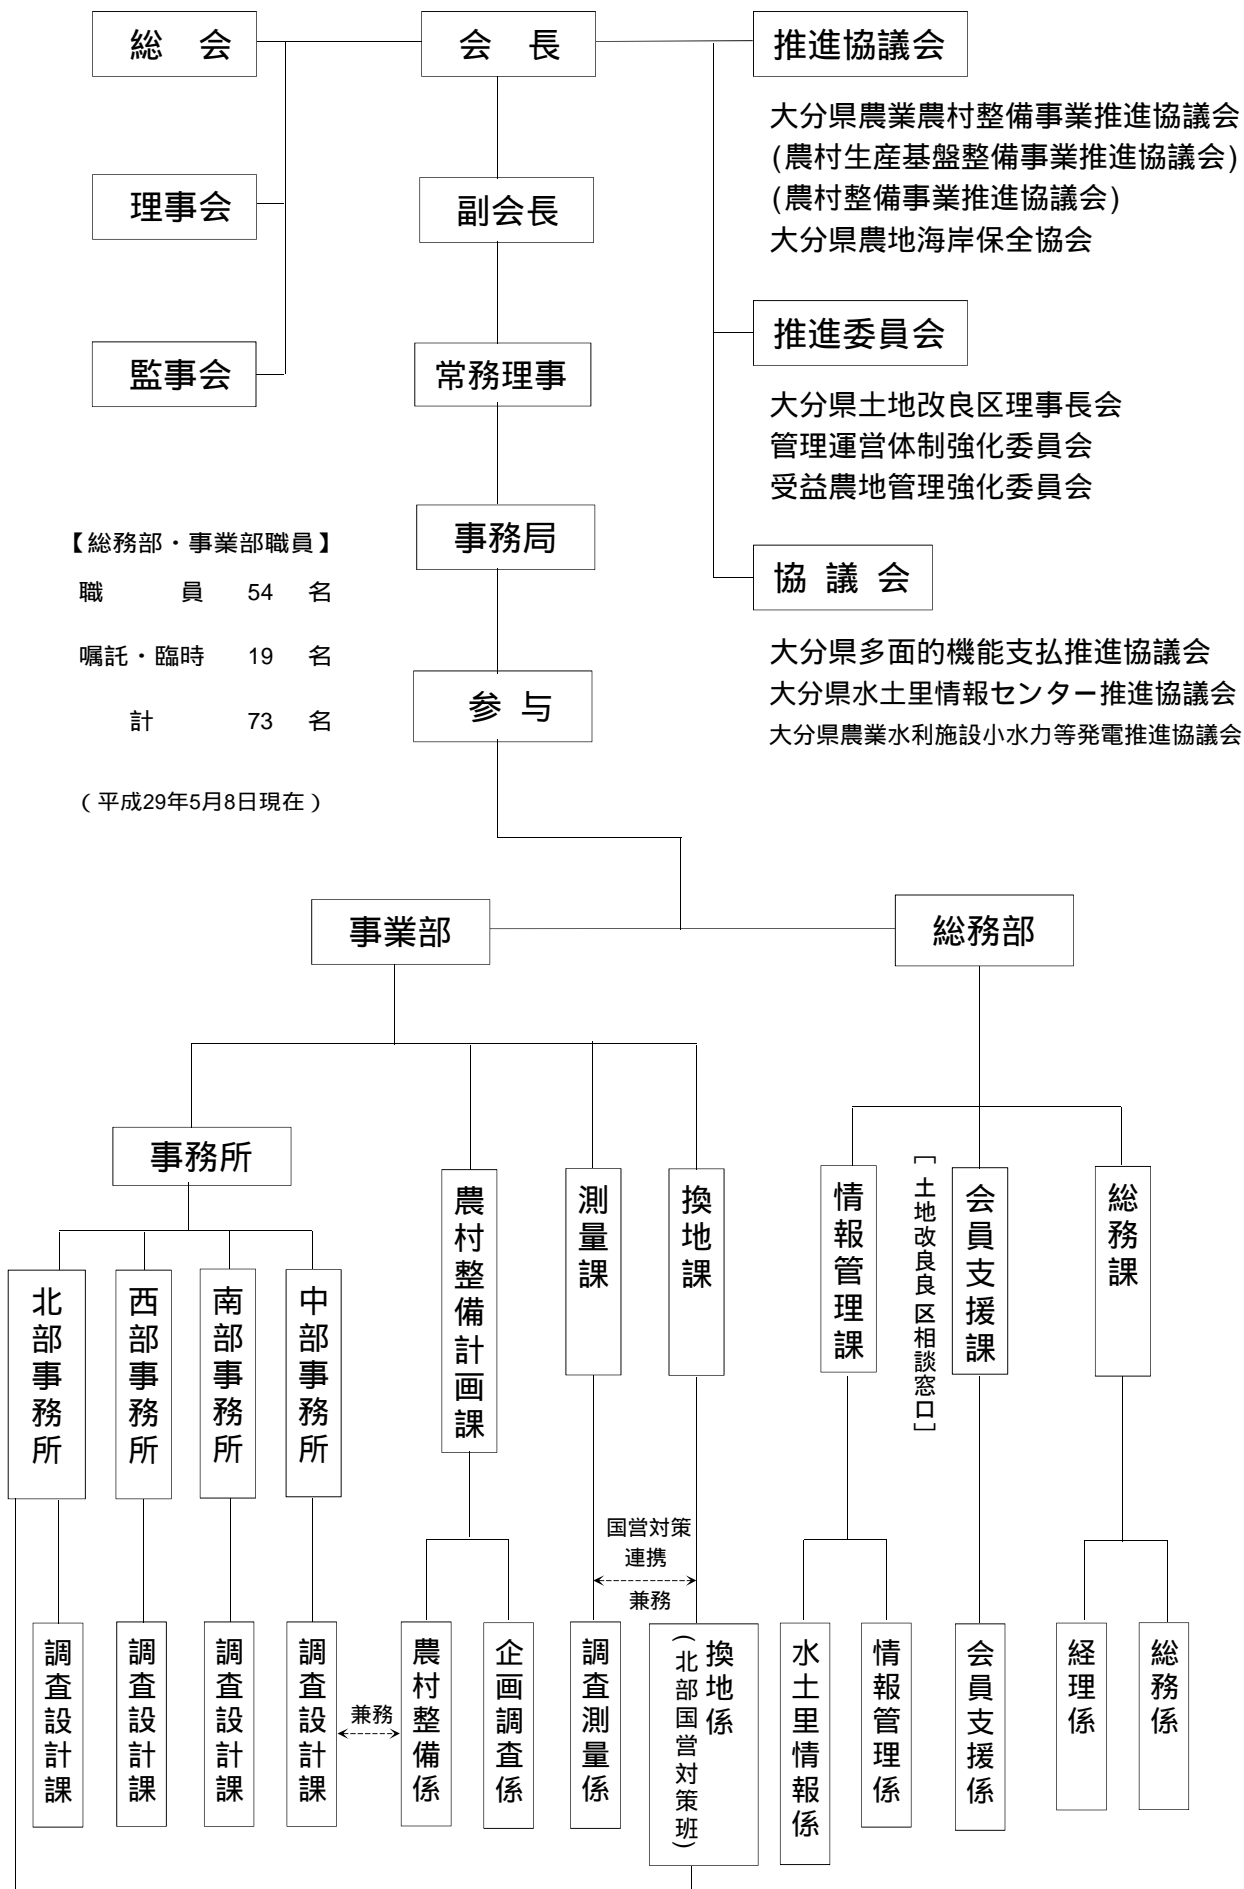 総 会
会 長
推進協議会
大分県農業農村整備事業推進協議会
(農村生産基盤整備事業推進協議会)
(農村整備事業推進協議会)
大分県農地海岸保全協会
理事会
副会長
推進委員会
監事会
常務理事
大分県土地改良区理事長会
管理運営体制強化委員会
受益農地管理強化委員会
事務局
【総務部・事業部職員】
職 員 54 名
嘱託・臨時 19 名
計 73 名
(平成29年5月8日現在)
協 議 会
大分県多面的機能支払推進協議会
大分県水土里情報センター推進協議会
大分県農業水利施設小水力等発電推進協議会
参 与
事業部
総務部
事務所
農村整備計画課
測量課
換地課
情報管理課
[土地改良良区相談窓口]
会員支援課
総務課
北部事務所
西部事務所
南部事務所
中部事務所
国営対策
連携
兼務
調査設計課
調査設計課
調査設計課
調査設計課
兼務
農村整備係
企画調査係
調査測量係
換地係
(北部国営対策班)
水土里情報係
情報管理係
会員支援係
経理係
総務係